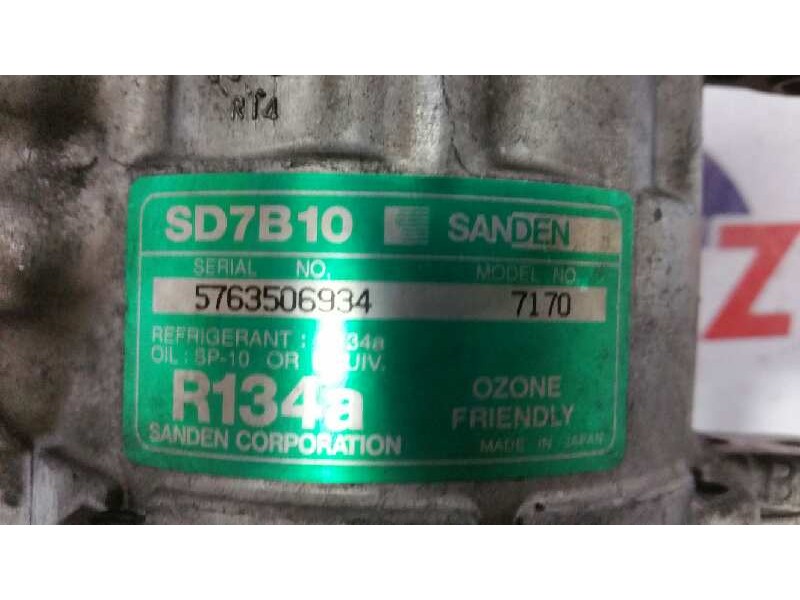 RT4
SD7B10 SANDEN
SERIAL NO. MODEL NO.
5763506934 7170
REFRIGERANT :
OIL : SP-10 OR
R134a
OZONE
FRIENDLY
SANDEN CORPORATION
MADE IN JAPAN
Z